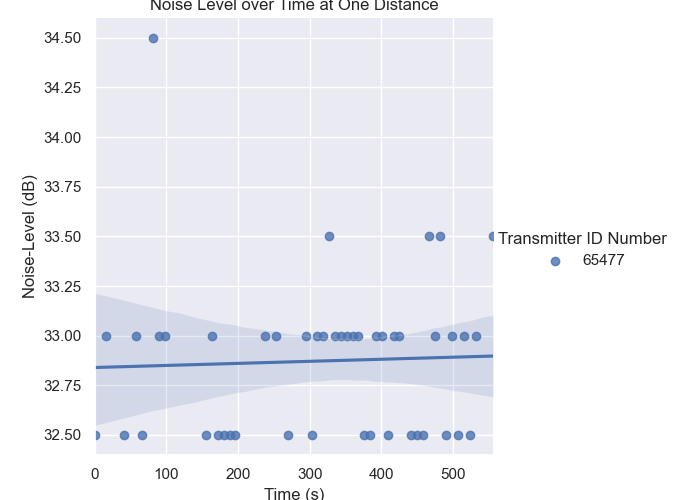 Noise Level over Time at One Distance
34.50
34.25
34.00
33.75
33.50
33.25
33.00
32.75
32.50
Noise-Level (dB)
0 100 200 300 400 500
Time (s)
Transmitter ID Number
65477